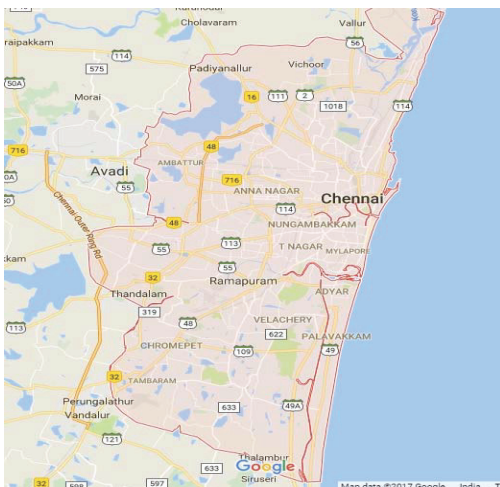 Cholavaram
Vallur
raipakkam
114
56
575
Padiyanallur
Vichoor
50A
Morai
16
111
2
1018
114
716
48
AMBATTUR
Avadi
55
716
ANNA NAGAR
Chennai
114
48
NUNGAMBAKKAM
Chennai Outer Ring Rd
55
113
T NAGAR
MYLAPORE
kkam
32
55
Ramapuram
Thandalam
ADYAR
319
113
48
VELACHERY
622
PALAVAKKAM
CHROMEPET
109
49
32
TAMBARAM
Perungalathur
633
49A
Vandalur
121
Thalambur
633
Google
32
597
Siruseri
Map data ©2017 Google
India